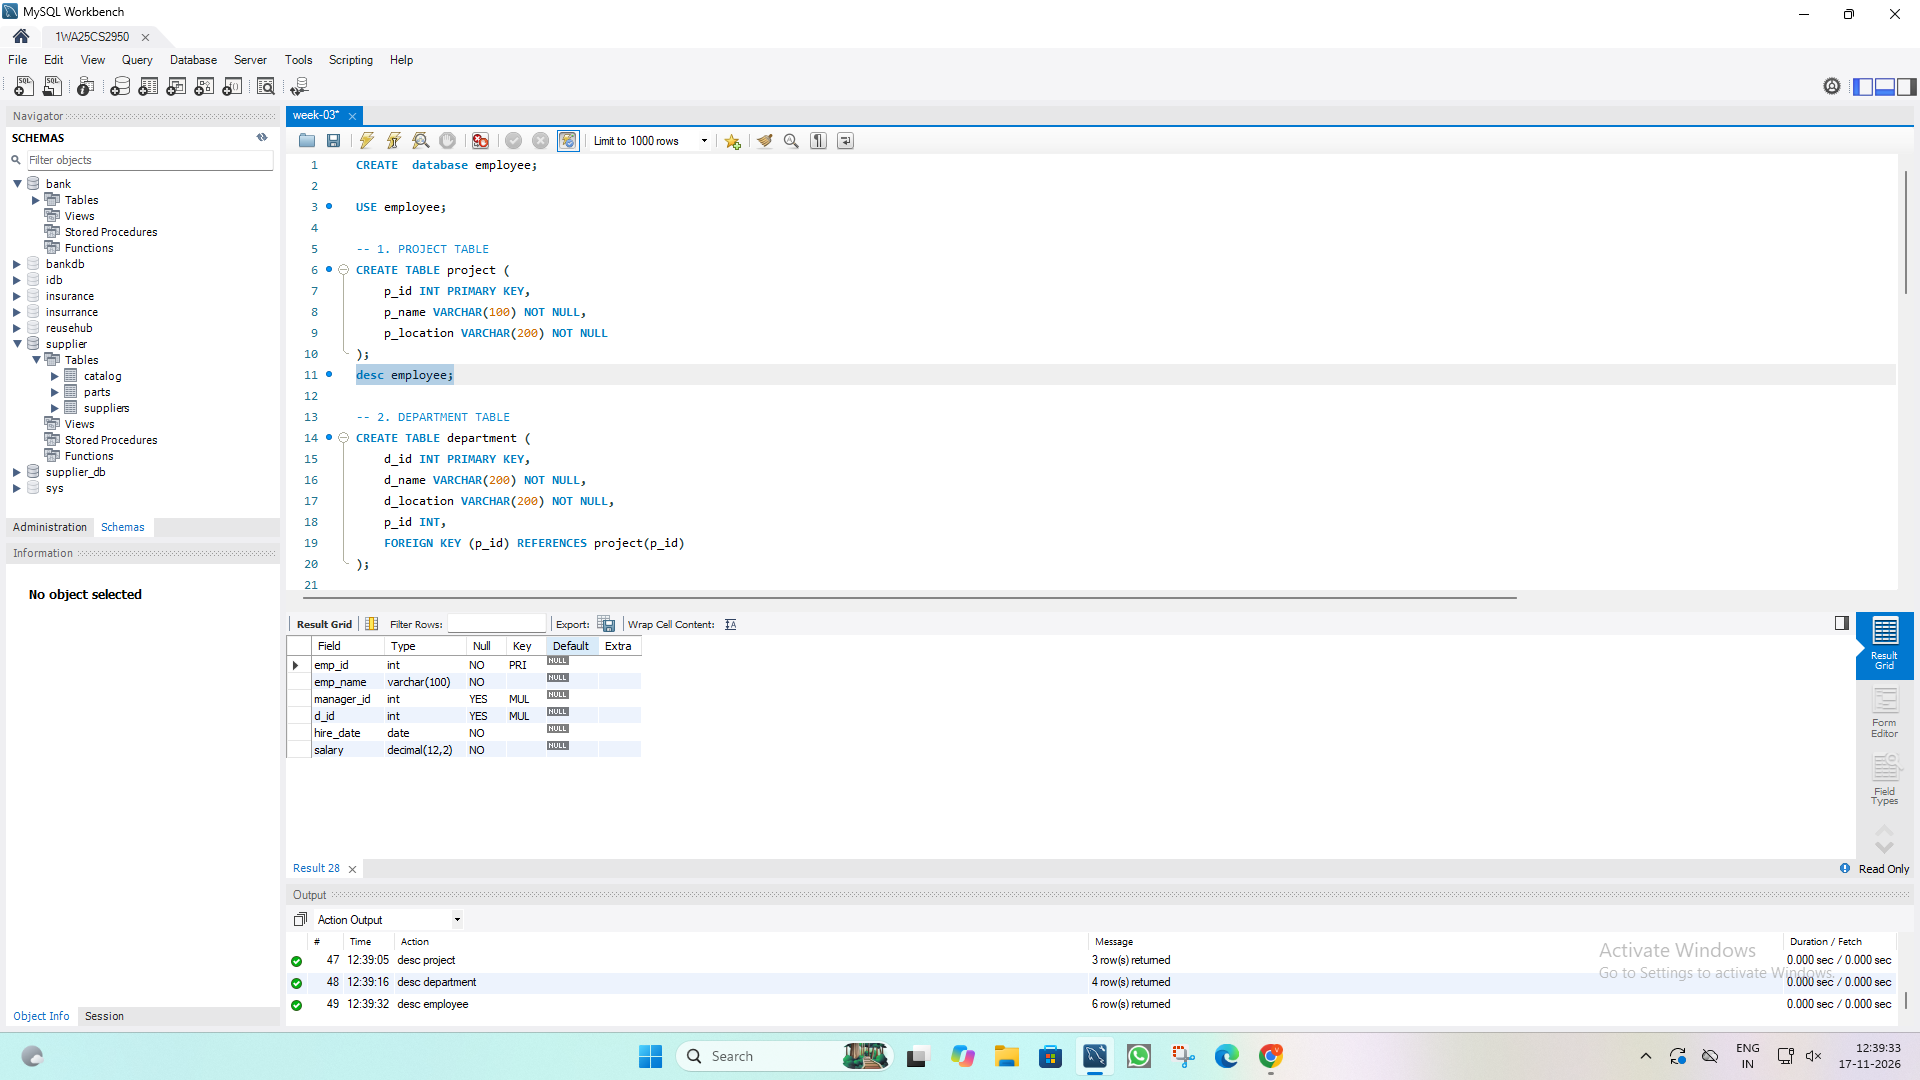 MySQL Workbench
1WA25CS2950
File Edit View Query Database Server Tools Scripting Help
Navigator
SCHEMAS
Filter objects
bank
Tables
Views
Stored Procedures
Functions
bankdb
idb
insurance
insurrance
reusehub
supplier
Tables
catalog
parts
suppliers
Views
Stored Procedures
Functions
supplier_db
sys
Administration Schemas
Information
No object selected
Object Info Session
week-03*
Limit to 1000 rows
1 CREATE database employee;
2
3 USE employee;
4
5 -- 1. PROJECT TABLE
6 CREATE TABLE project (
7 p_id INT PRIMARY KEY,
8 p_name VARCHAR(100) NOT NULL,
9 p_location VARCHAR(200) NOT NULL
10 );
11 desc employee;
12
13 -- 2. DEPARTMENT TABLE
14 CREATE TABLE department (
15 d_id INT PRIMARY KEY,
16 d_name VARCHAR(200) NOT NULL,
17 d_location VARCHAR(200) NOT NULL,
18 p_id INT,
19 FOREIGN KEY (p_id) REFERENCES project(p_id)
20 );
21
Result Grid Filter Rows: Export: Wrap Cell Content:
Field Type Null Key Default Extra
emp_id int NO PRI NULL
emp_name varchar(100) NO NULL
manager_id int YES MUL NULL
d_id int YES MUL NULL
hire_date date NO NULL
salary decimal(12,2) NO NULL
Result Grid
Form Editor
Field Types
Result 28
Read Only
Output
Action Output
# Time Action Message Duration / Fetch
47 12:39:05 desc project 3 row(s) returned 0.000 sec / 0.000 sec
48 12:39:16 desc department 4 row(s) returned 0.000 sec / 0.000 sec
49 12:39:32 desc employee 6 row(s) returned 0.000 sec / 0.000 sec
Activate Windows
Go to Settings to activate Windows.
Search
ENG
IN
12:39:33
17-11-2026